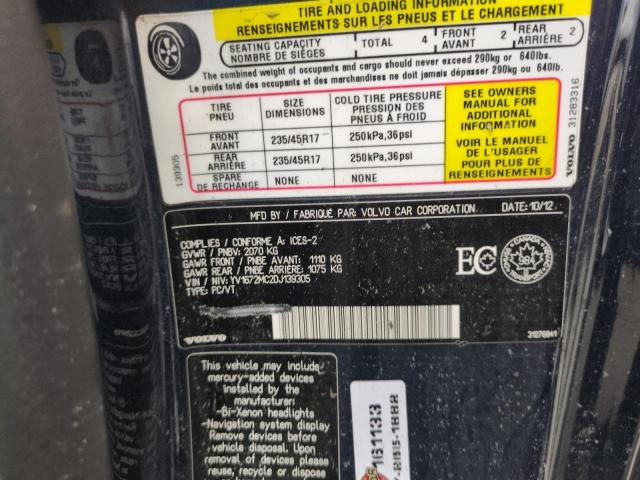 TIRE AND LOADING INFORMATION
RENSEIGNEMENTS SUR LES PNEUS ET LE CHARGEMENT
SEATING CAPACITY
NOMBRE DE SIÈGES
TOTAL 4
FRONT
AVANT 2
REAR
ARRIÈRE 2
The combined weight of occupants and cargo should never exceed 290kg or 640lb.
Le poids total des occupants et des marchandises ne doit jamais dépasser 290kg ou 640 lb.
TIRE
PNEU
SIZE
DIMENSIONS
COLD TIRE PRESSURE
PRESSION DES
PNEUS À FROID
FRONT
AVANT
235/45R17
250kPa,36psi
REAR
ARRIÈRE
235/45R17
250kPa,36psi
SPARE
DE RECHANGE
NONE
NONE
SEE OWNERS
MANUAL FOR
ADDITIONAL
INFORMATION
VOIR LE MANUEL
DE L'USAGER
POUR PLUS DE
RENSEIGNEMENTS
139305
VOLVO 31283316
MFD BY / FABRIQUÉ PAR: VOLVO CAR CORPORATION
DATE: 10/12
COMPLIES / CONFORME À: ICES-2
GVWR / PNBV: 2070 KG
GAWR FRONT / PNBE AVANT: 1110 KG
GAWR REAR / PNBE ARRIÈRE: 1075 KG
VIN / NIV: YV1672MC2DJ139305
TYPE: PC/VT
EC
CANADA
984
TRANSPORT
VOLVO
31276841
This vehicle may include
mercury-added devices
installed by the
manufacturer:
-Bi-Xenon headlights
-Navigation system display
Remove devices before
vehicle disposal. Upon
removal of devices please
reuse, recycle or dispose
161133